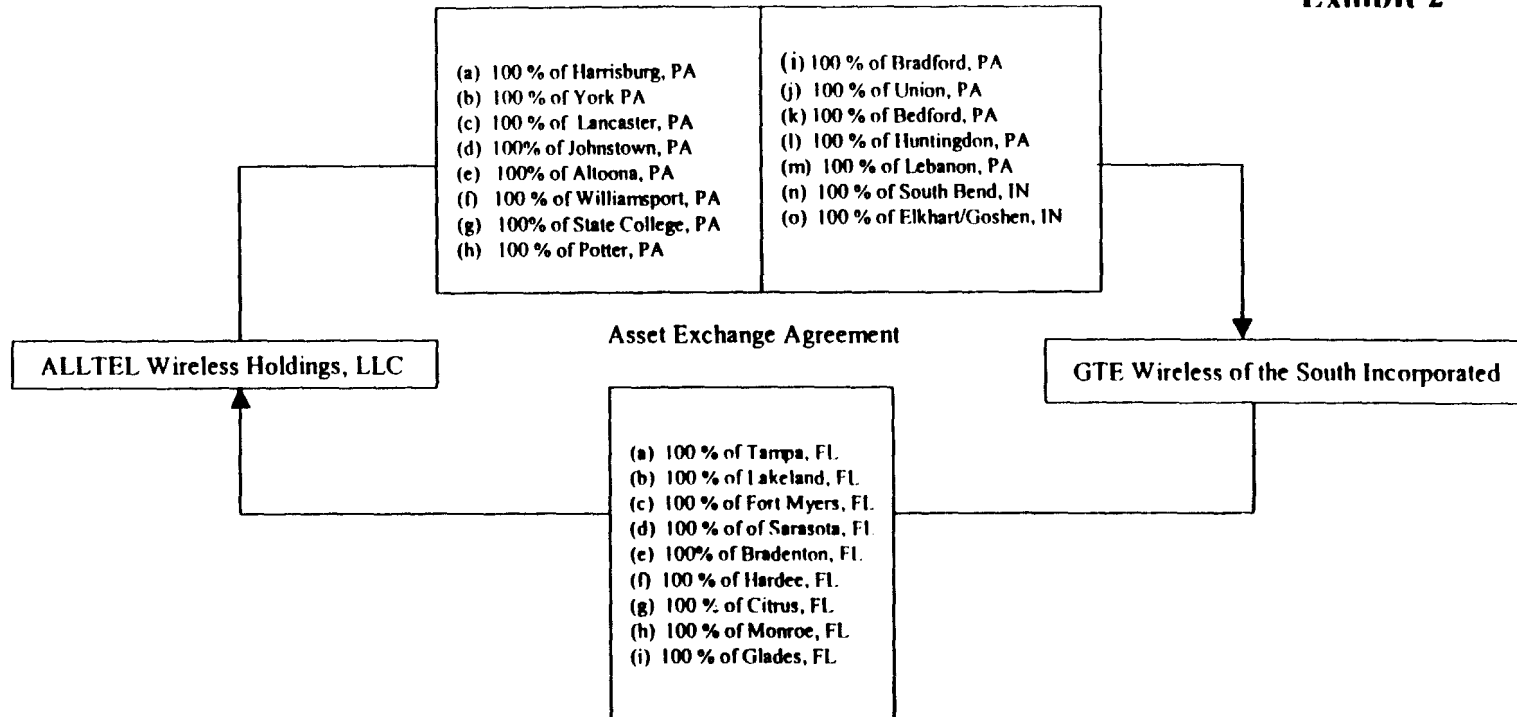 Exhibit 2
(a) 100 % of Harrisburg, PA
(b) 100 % of York PA
(c) 100 % of Lancaster, PA
(d) 100% of Johnstown, PA
(e) 100% of Altoona, PA
(f) 100 % of Williamsport, PA
(g) 100% of State College, PA
(h) 100 % of Potter, PA
(i) 100 % of Bradford, PA
(j) 100 % of Union, PA
(k) 100 % of Bedford, PA
(l) 100 % of Huntingdon, PA
(m) 100 % of Lebanon, PA
(n) 100 % of South Bend, IN
(o) 100 % of Elkhart/Goshen, IN
Asset Exchange Agreement
ALLTEL Wireless Holdings, LLC
GTE Wireless of the South Incorporated
(a) 100 % of Tampa, FL
(b) 100 % of Lakeland, FL
(c) 100 % of Fort Myers, FL
(d) 100 % of of Sarasota, FL
(e) 100% of Bradenton, FL
(f) 100 % of Hardee, FL
(g) 100 % of Citrus, FL
(h) 100 % of Monroe, FL
(i) 100 % of Glades, FL